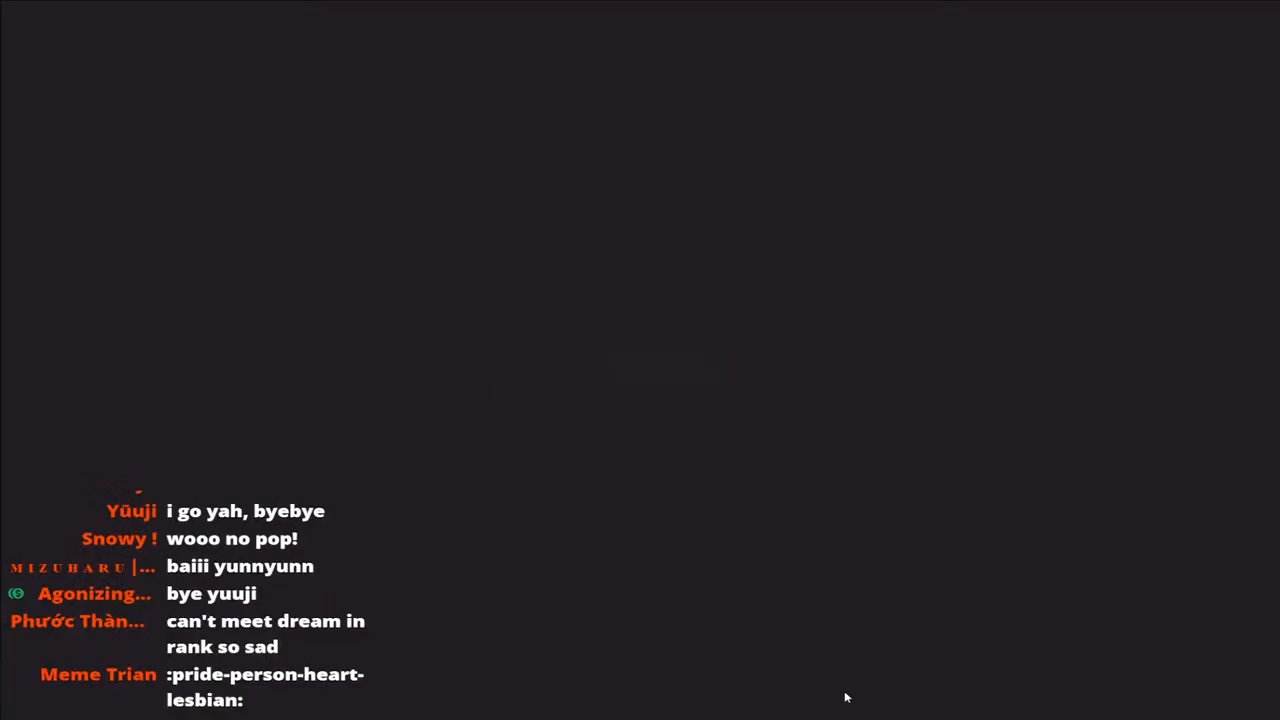 Yūuji i go yah, byebye
Snowy ! wooo no pop!
M I Z U H A R U |... baiii yunnyunn
Agonizing... bye yuuji
Phước Thàn... can't meet dream in
rank so sad
Meme Trian :pride-person-heart-
lesbian: